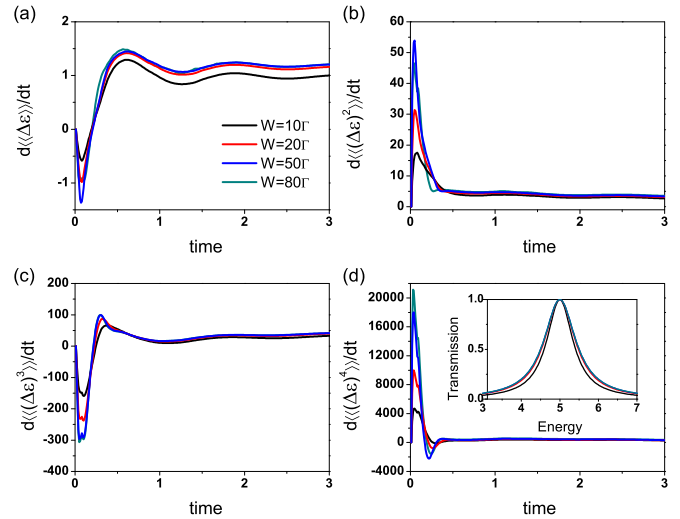 (a)
d⟨⟨Δε⟩⟩/dt
2
1
0
-1
0
1
2
3
time
W=10Γ
W=20Γ
W=50Γ
W=80Γ
(b)
d⟨⟨(Δε)²⟩⟩/dt
60
50
40
30
20
10
0
0
1
2
3
time
(c)
d⟨⟨(Δε)³⟩⟩/dt
200
100
0
-100
-200
-300
-400
0
1
2
3
time
(d)
d⟨⟨(Δε)⁴⟩⟩/dt
20000
16000
12000
8000
4000
0
-4000
0
1
2
3
time
Transmission
1.0
0.5
0.0
3
4
5
6
7
Energy